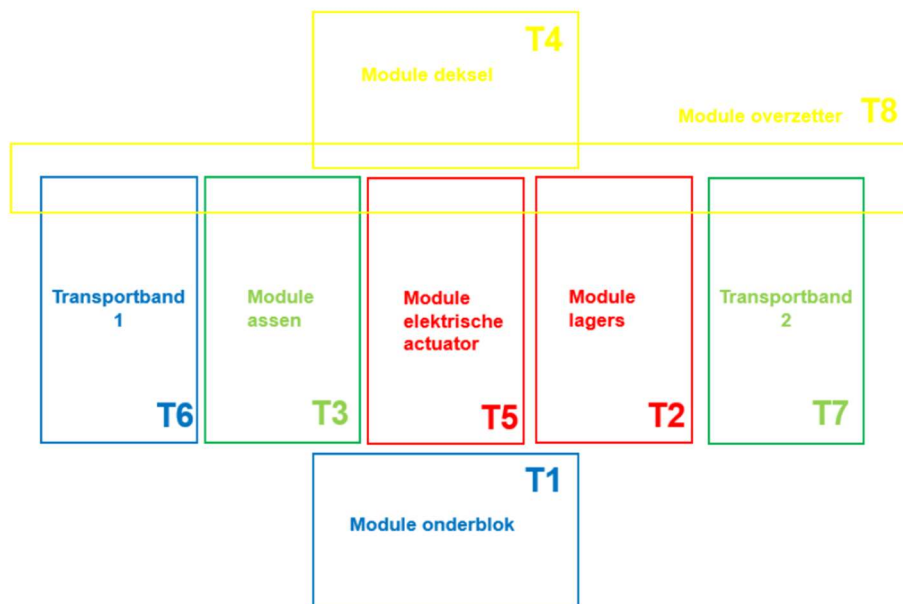 T4
Module deksel
Module overzetter T8
Transportband
1
T6
Module
assen
T3
Module
elektrische
actuator
T5
Module
lagers
T2
Transportband
2
T7
T1
Module onderblok